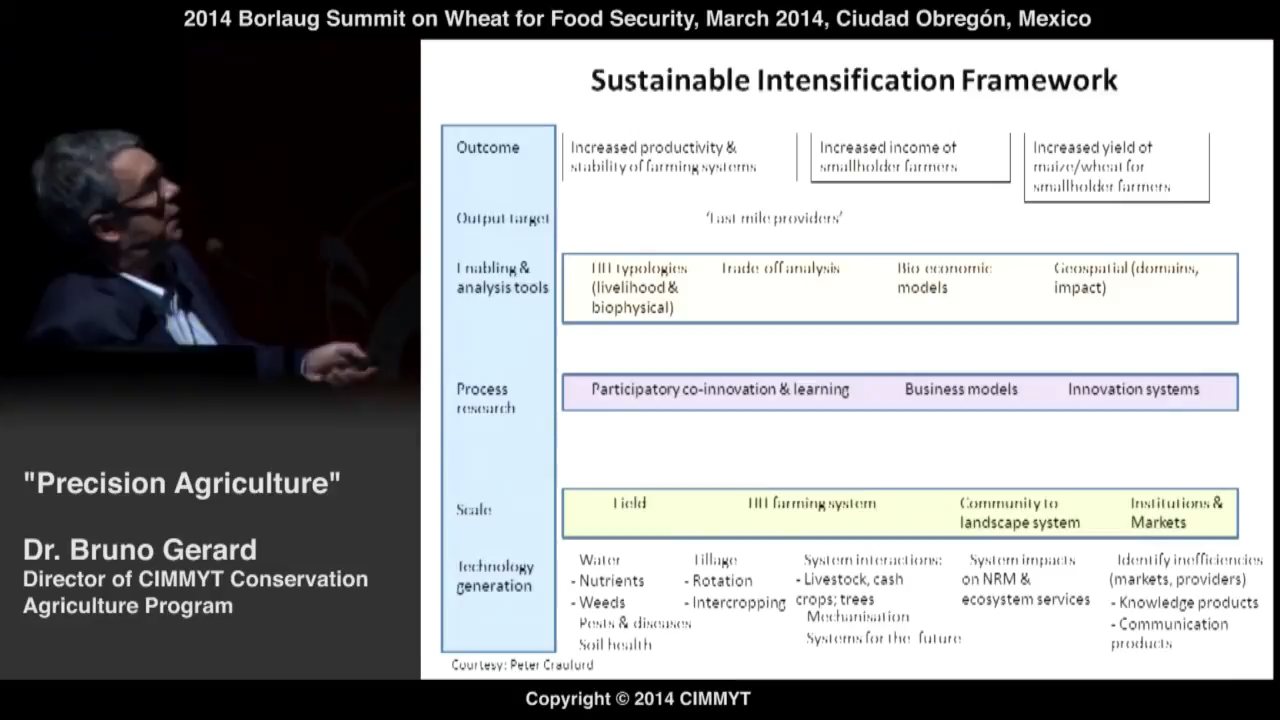 2014 Borlaug Summit on Wheat for Food Security, March 2014, Ciudad Obregón, Mexico
Sustainable Intensification Framework
Outcome
Increased productivity &
stability of farming systems
Increased income of
smallholder farmers
Increased yield of
maize/wheat for
smallholder farmers
Output target
'Last mile providers'
Enabling &
analysis tools
HH typologies
(livelihood &
biophysical)
Trade off analysis
Bio economic
models
Geospatial (domains,
impact)
Process
research
Participatory co-innovation & learning
Business models
Innovation systems
Scale
Field
HH farming system
Community to
landscape system
Institutions &
Markets
Technology
generation
Water
- Nutrients
- Weeds
Pests & diseases
Soil health
Tillage
- Rotation
- Intercropping
System interactions:
- Livestock, cash
crops; trees
Mechanisation
Systems for the future
System impacts
on NRM &
ecosystem services
Identify inefficiencies
(markets, providers)
- Knowledge products
- Communication
products
Courtesy: Peter
"Precision Agriculture"
Dr. Bruno Gerard
Director of CIMMYT Conservation
Agriculture Program
Copyright © 2014 CIMMYT